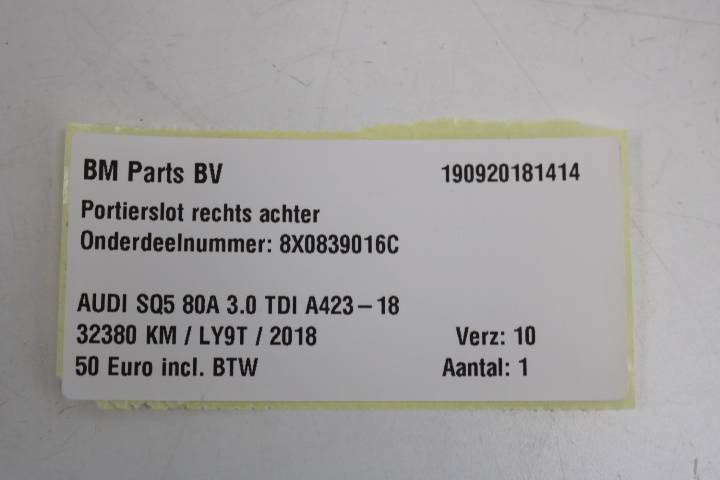 BM Parts BV 190920181414
Portierslot rechts achter
Onderdeelnummer: 8X0839016C
AUDI SQ5 80A 3.0 TDI A423-18
32380 KM / LY9T / 2018 Verz: 10
50 Euro incl. BTW Aantal: 1